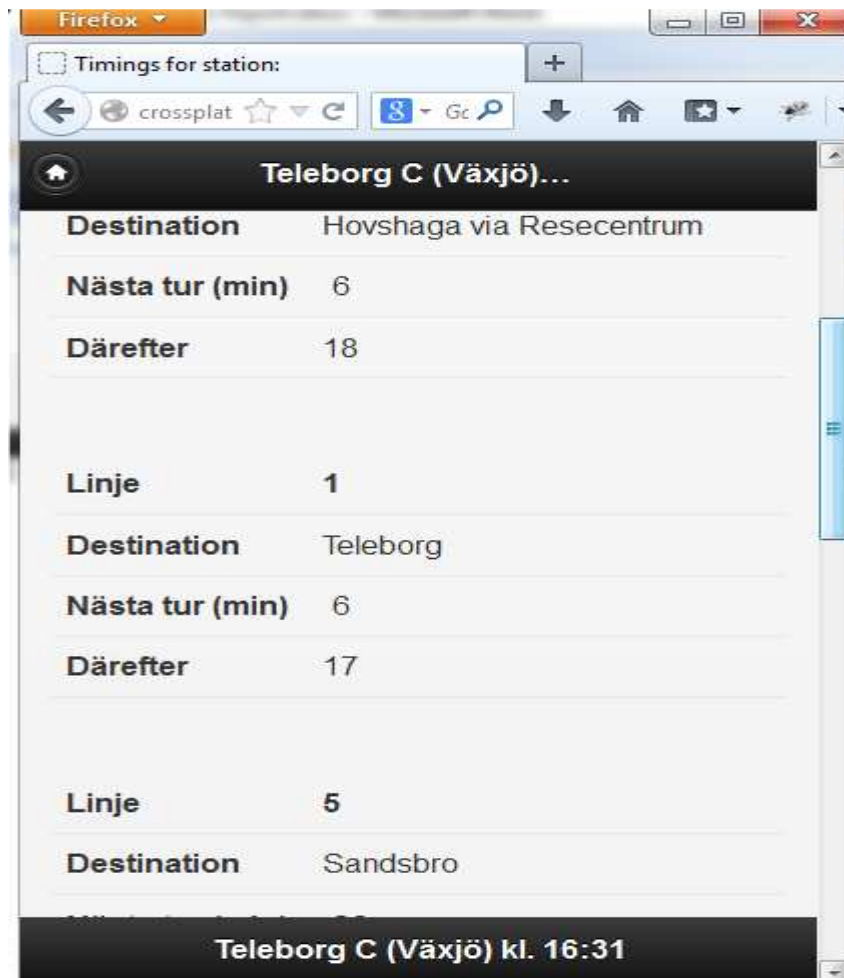 Firefox
Timings for station:
crossplat
Gc
Teleborg C (Växjö)...
Destination Hovshaga via Resecentrum
Nästa tur (min) 6
Därefter 18
Linje 1
Destination Teleborg
Nästa tur (min) 6
Därefter 17
Linje 5
Destination Sandsbro
Teleborg C (Växjö) kl. 16:31